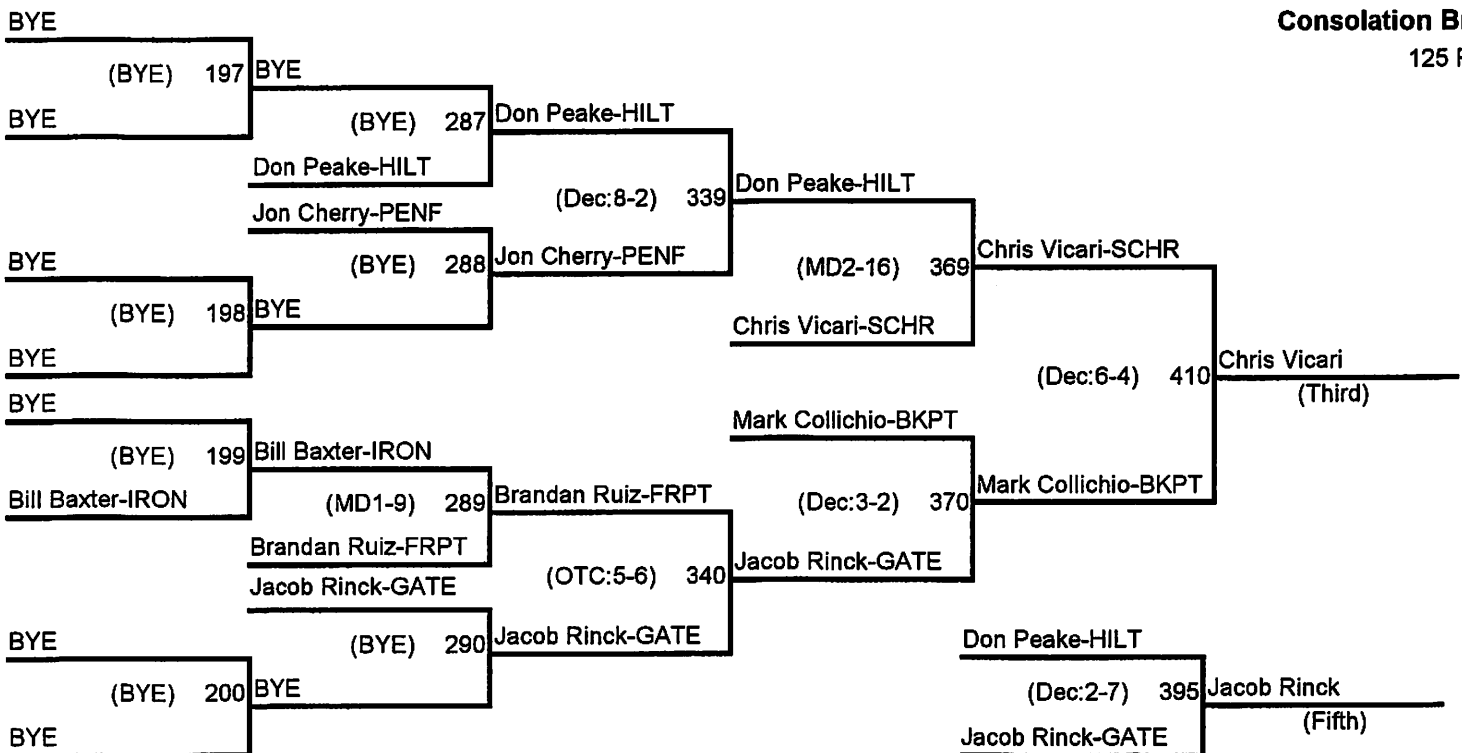 BYE
Consolation
125
(BYE) 197 BYE
BYE
(BYE) 287 Don Peake-HILT
Don Peake-HILT
(Dec:8-2) 339 Don Peake-HILT
Jon Cherry-PENF
BYE
(BYE) 288 Jon Cherry-PENF
(MD2-16) 369 Chris Vicari-SCHR
(BYE) 198 BYE
Chris Vicari-SCHR
BYE
(Dec:6-4) 410 Chris Vicari
(Third)
BYE
Mark Collichio-BKPT
(BYE) 199 Bill Baxter-IRON
Bill Baxter-IRON
(MD1-9) 289 Brandan Ruiz-FRPT
(Dec:3-2) 370 Mark Collichio-BKPT
Brandan Ruiz-FRPT
(OTC:5-6) 340 Jacob Rinck-GATE
Jacob Rinck-GATE
BYE
(BYE) 290 Jacob Rinck-GATE
Don Peake-HILT
(BYE) 200 BYE
(Dec:2-7) 395 Jacob Rinck
(Fifth)
BYE
Jacob Rinck-GATE